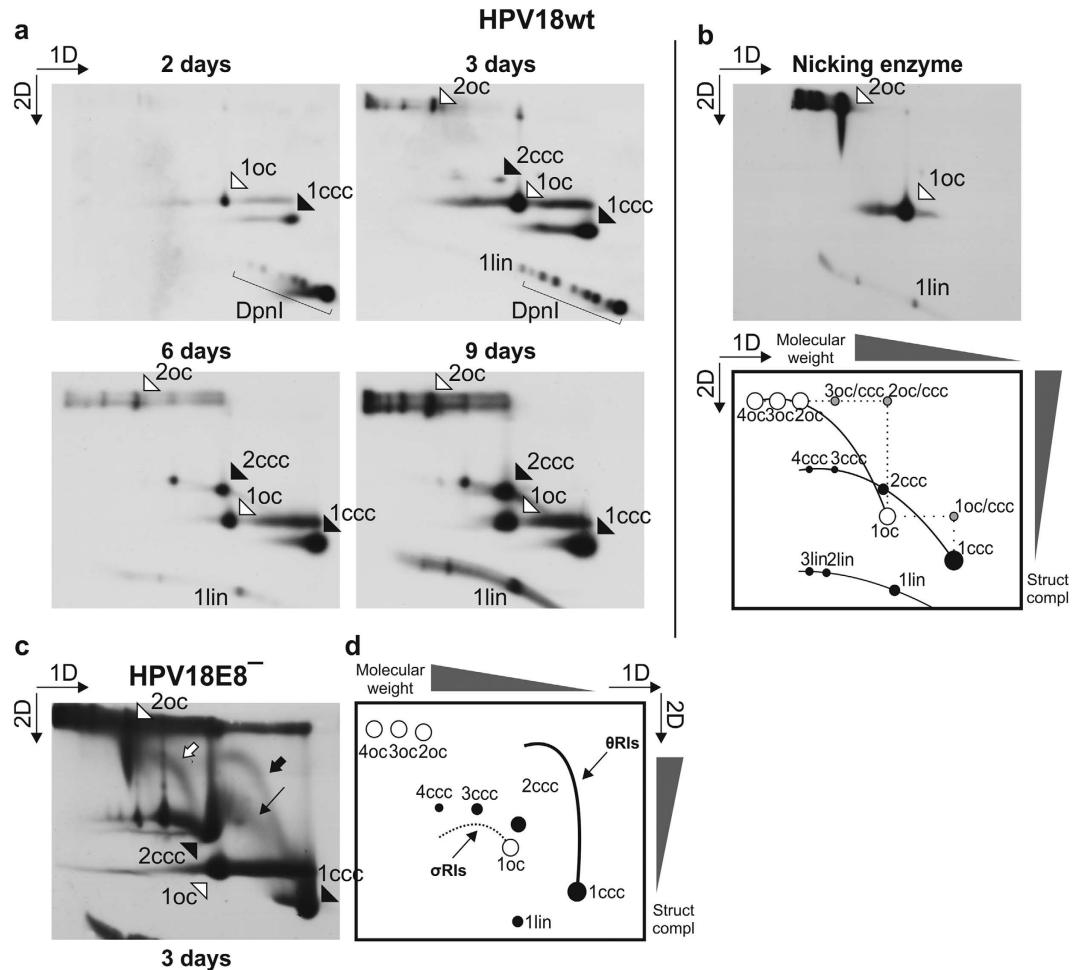 HPV18wt
a
1D
2D
2 days
1oc
1ccc
DpnI
3 days
2oc
2ccc
1oc
1ccc
1lin
DpnI
6 days
2oc
2ccc
1oc
1ccc
1lin
9 days
2oc
2ccc
1oc
1ccc
1lin
b
1D
2D
Nicking enzyme
2oc
1oc
1lin
1D
Molecular
weight
2D
4oc3oc2oc
3oc/ccc
2oc/ccc
4ccc
3ccc
2ccc
1oc
1oc/ccc
1ccc
3lin2lin
1lin
Struct
compl
c
1D
2D
HPV18E8⁻
2oc
2ccc
1oc
1ccc
3 days
d
Molecular
weight
1D
2D
4oc3oc2oc
θRIs
4ccc
3ccc
2ccc
1oc
σRIs
1ccc
1lin
Struct
compl